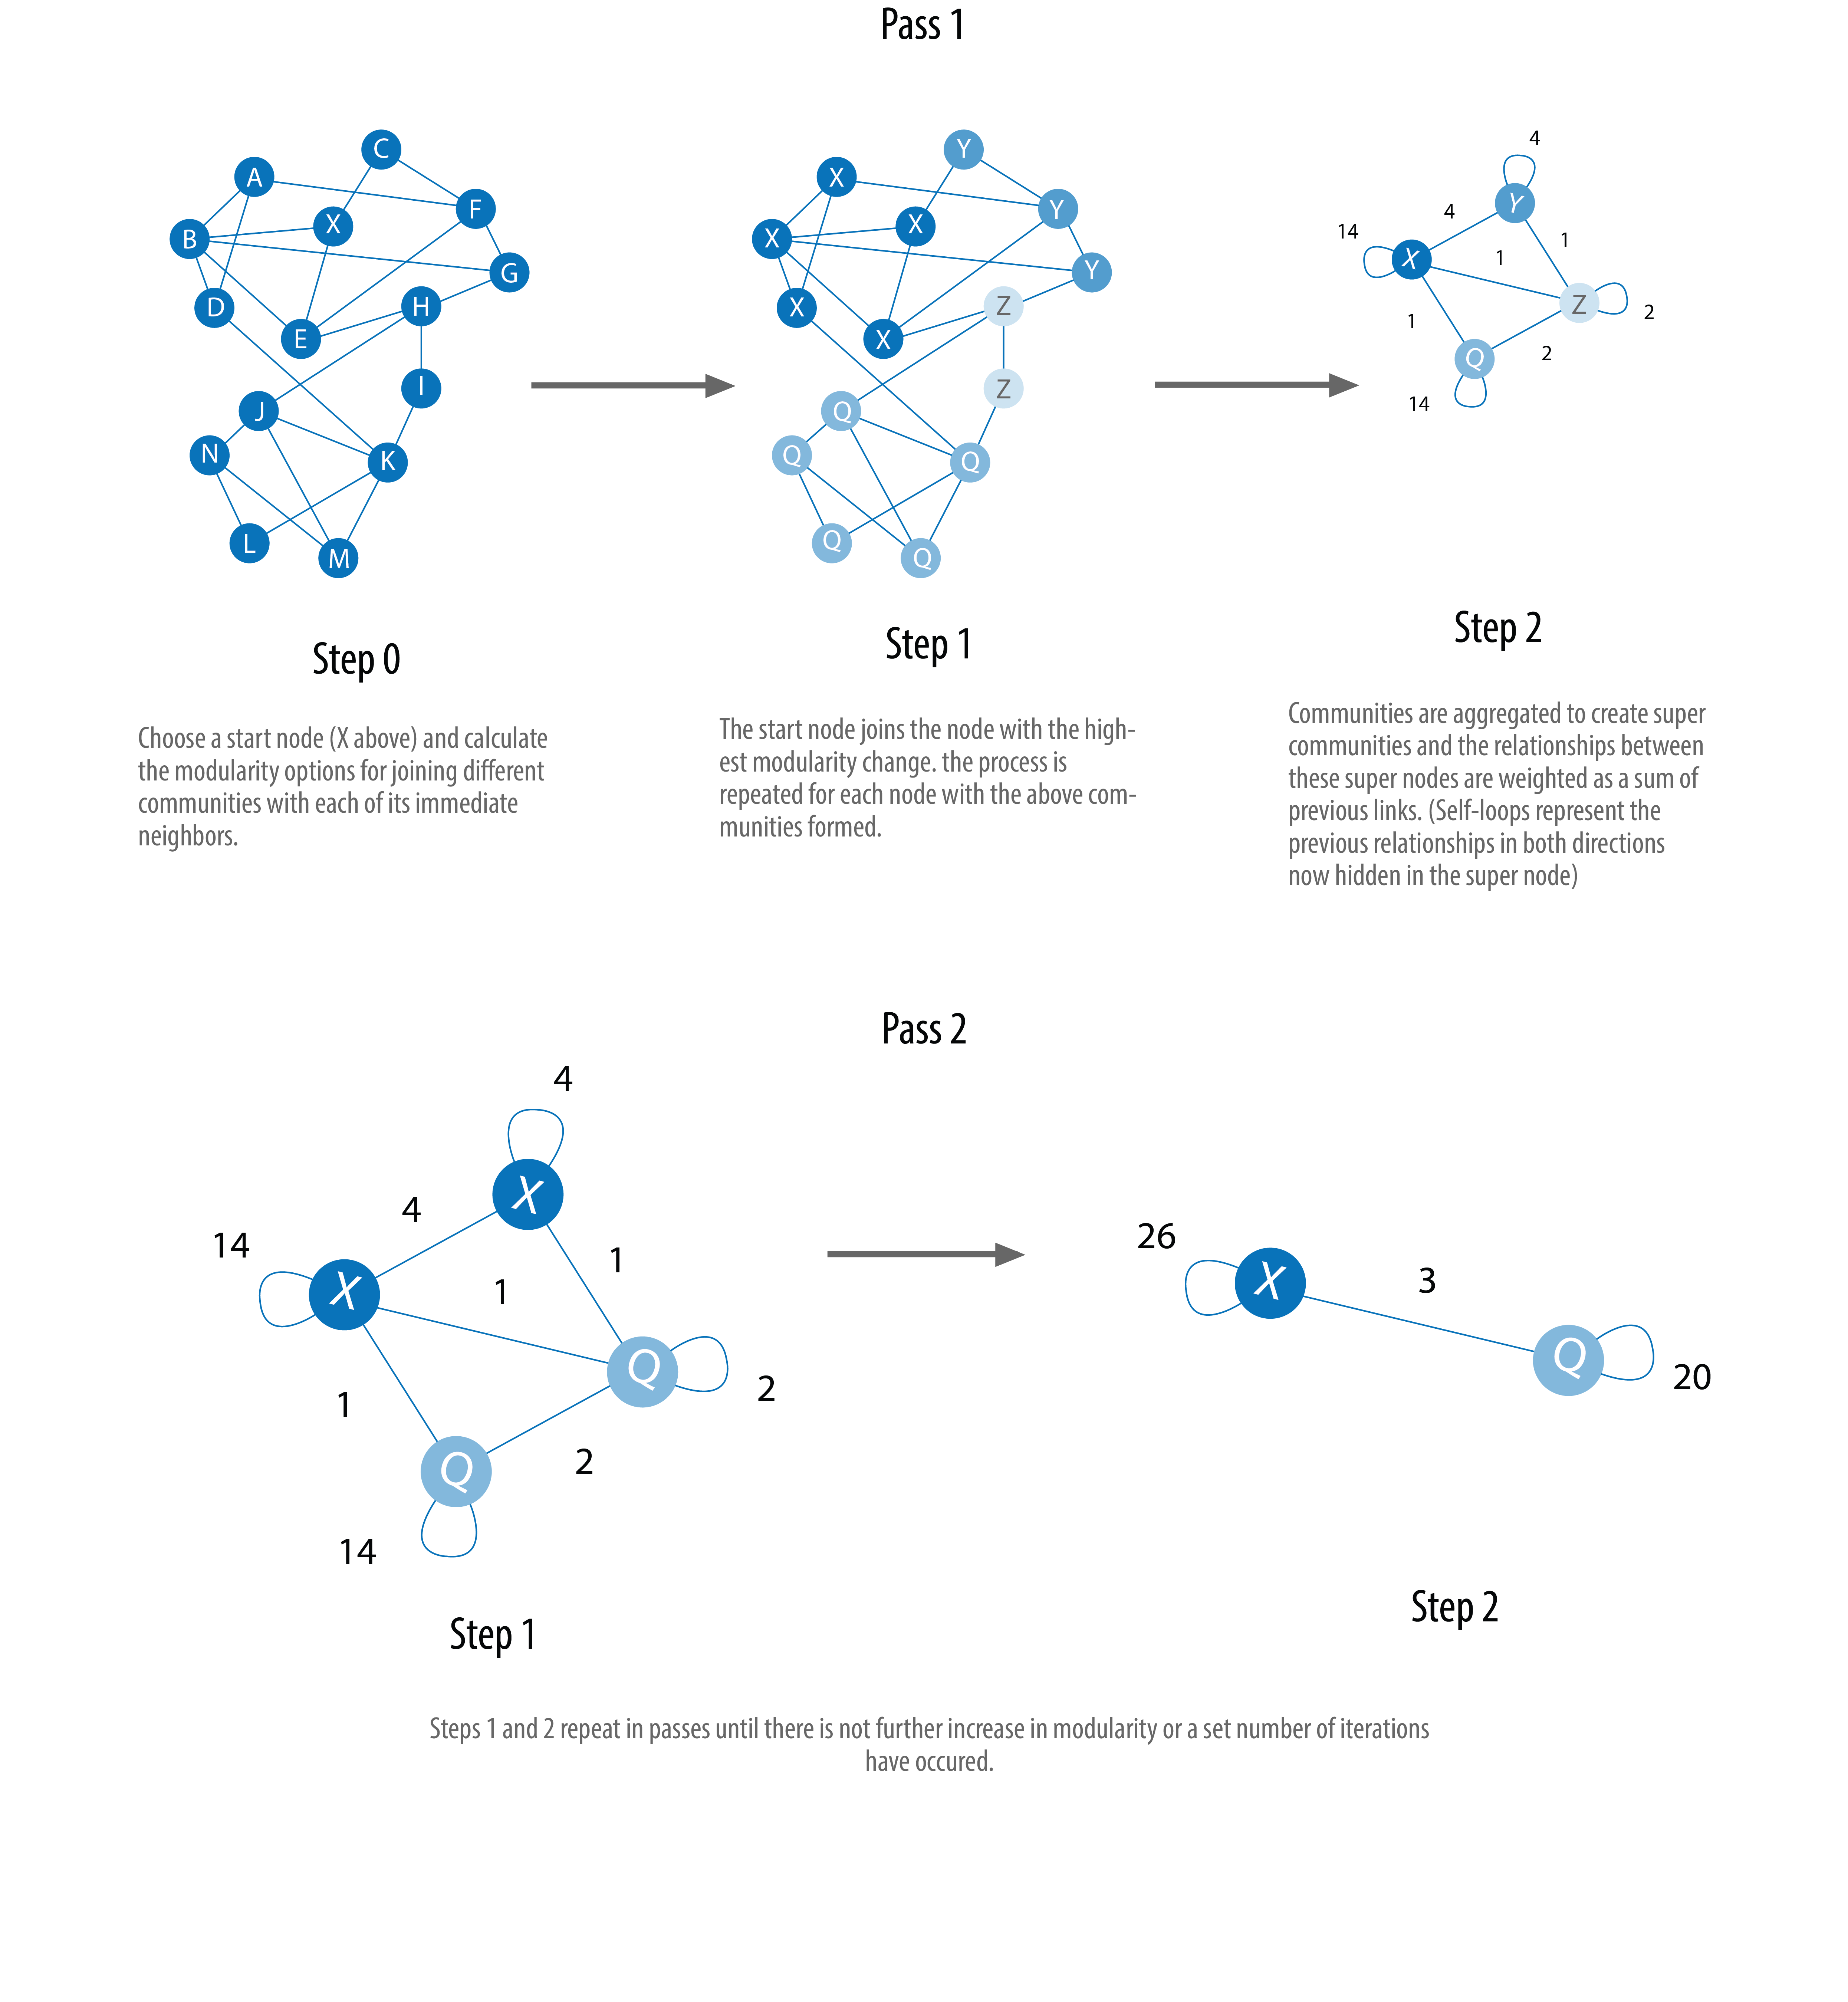 Pass 1
C
A
F
X
B
G
D
H
E
I
J
N
K
L
M
Y
X
Y
X
X
Y
X
Z
X
Z
Q
Q
Q
Q
Q
4
Y
4
14
1
X
1
Z
2
1
Q
2
14
Step 0
Step 1
Step 2
Choose a start node (X above) and calculate
the modularity options for joining different
communities with each of its immediate
neighbors.
The start node joins the node with the high-
est modularity change. the process is
repeated for each node with the above com-
munities formed.
Communities are aggregated to create super
communities and the relationships between
these super nodes are weighted as a sum of
previous links. (Self-loops represent the
previous relationships in both directions
now hidden in the super node)
Pass 2
4
X
4
14
1
X
1
Q
2
1
Q
2
14
26
X
3
Q
20
Step 1
Step 2
Steps 1 and 2 repeat in passes until there is not further increase in modularity or a set number of iterations
have occured.